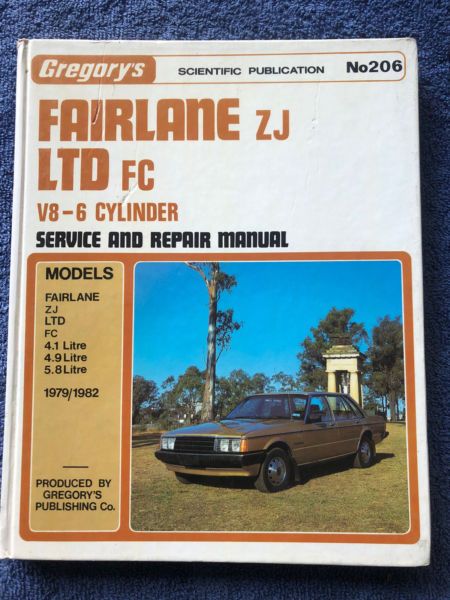 Gregory's
SCIENTIFIC PUBLICATION
No206
FAIRLANE ZJ
LTD FC
V8-6 CYLINDER
SERVICE AND REPAIR MANUAL
MODELS
FAIRLANE
ZJ
LTD
FC
4.1 Litre
4.9 Litre
5.8 Litre
1979/1982
PRODUCED BY
GREGORY'S
PUBLISHING Co.